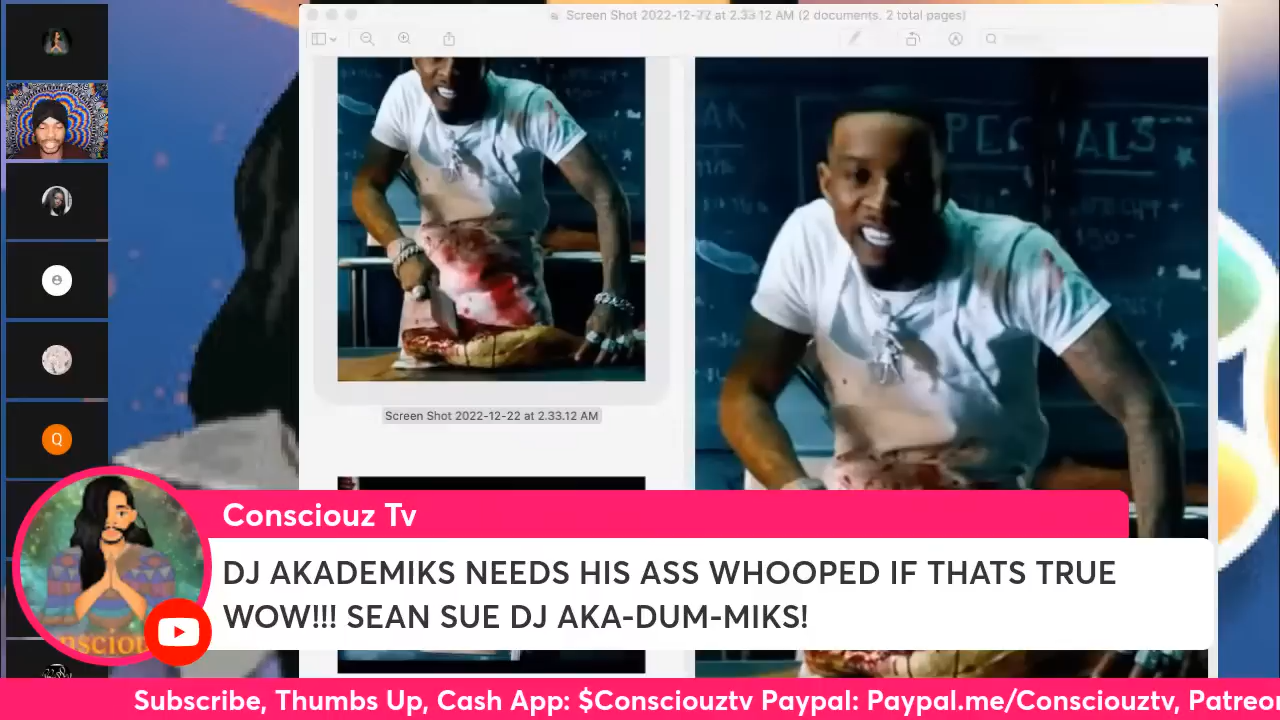 Screen Shot 2022-12-22 at 2.33.12 AM (2 documents, 2 total pages)
Screen Shot 2022-12-22 at 2.33.12 AM
Q
Consciouz Tv
DJ AKADEMIKS NEEDS HIS ASS WHOOPED IF THATS TRUE
WOW!!! SEAN SUE DJ AKA-DUM-MIKS!
Subscribe, Thumbs Up, Cash App: $Consciouztv Paypal: Paypal.me/Consciouztv, Patreo